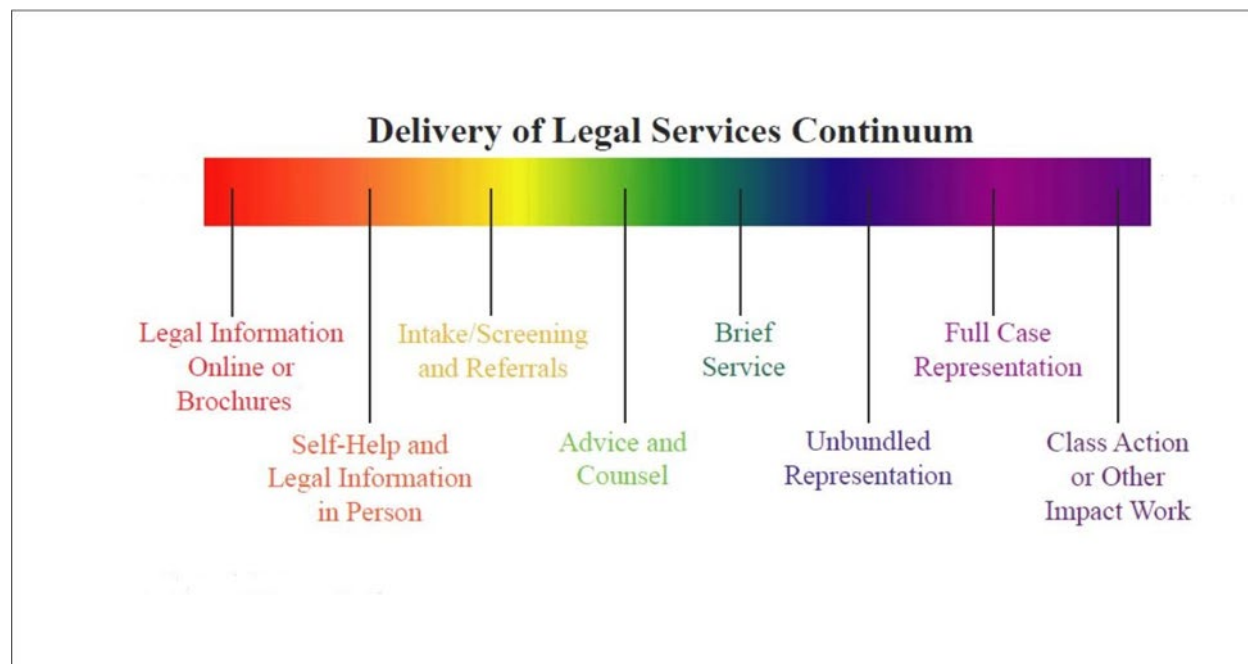 Delivery of Legal Services Continuum
Legal Information
Online or
Brochures
Self-Help and
Legal Information
in Person
Intake/Screening
and Referrals
Advice and
Counsel
Brief
Service
Unbundled
Representation
Full Case
Representation
Class Action
or Other
Impact Work